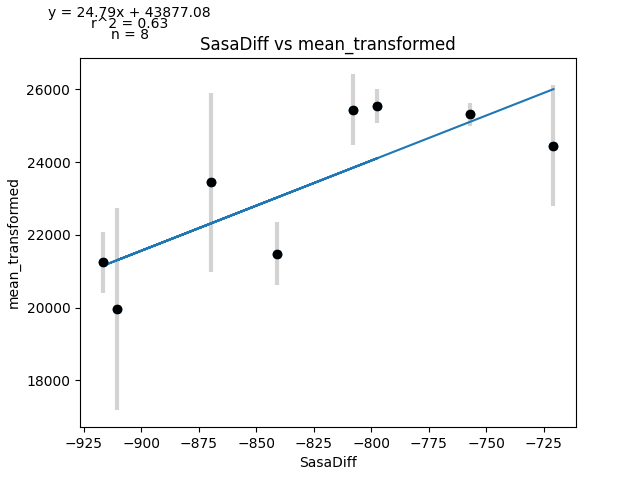 y = 24.79x + 43877.08
r^2 = 0.63
n = 8
SasaDiff vs mean_transformed
26000
24000
22000
20000
18000
mean_transformed
−925 −900 −875 −850 −825 −800 −775 −750 −725
SasaDiff